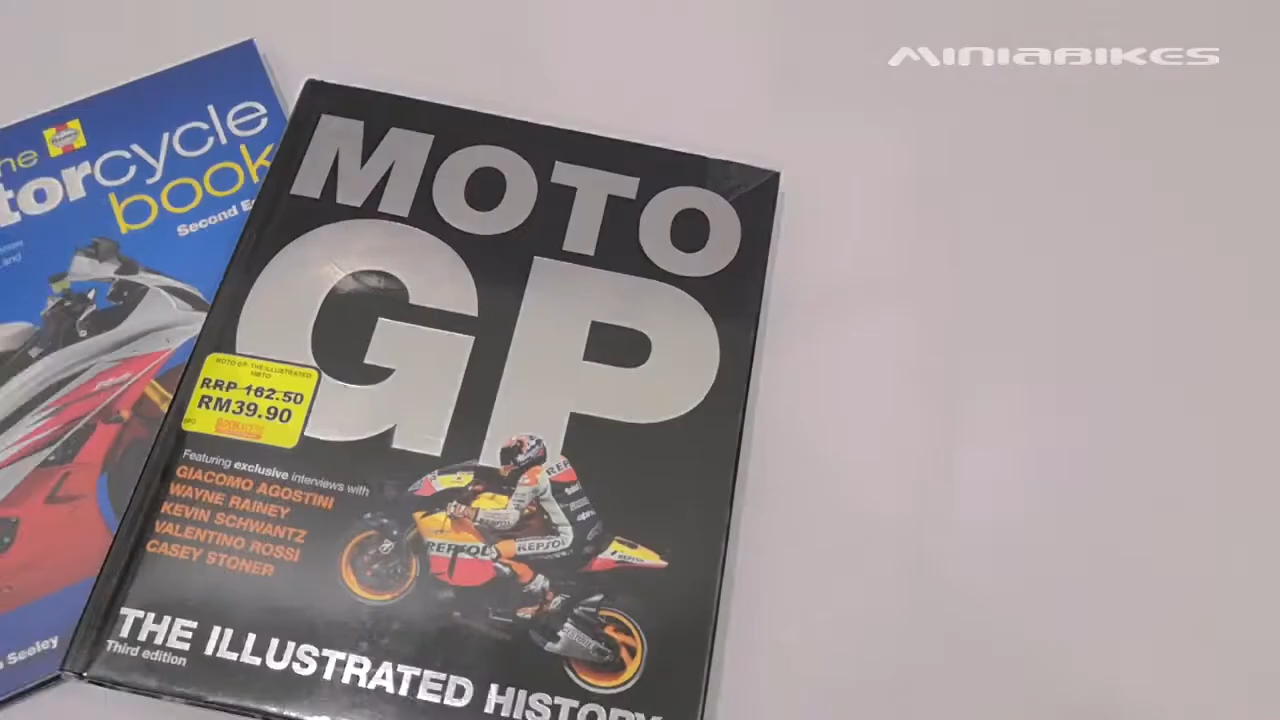 MINIABIKES
he
torcycle
book
Second E
Seeley
MOTO
GP
MOTO GP: THE ILLUSTRATED
RRP 162.50
RM39.90
Featuring exclusive interviews with
GIACOMO AGOSTINI
WAYNE RAINEY
KEVIN SCHWANTZ
VALENTINO ROSSI
CASEY STONER
REPSOL
REPSOL
THE ILLUSTRATED HISTORY
Third edition